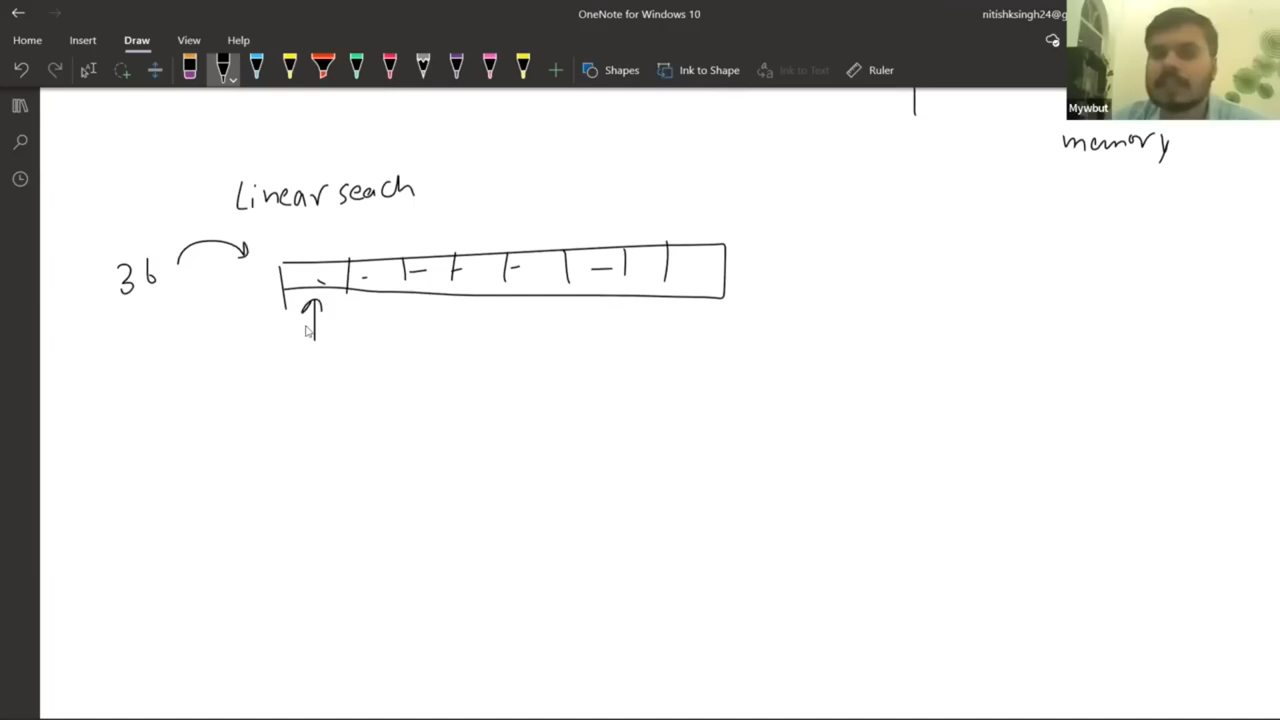 OneNote for Windows 10
nitishksingh24@g
Home Insert Draw View Help
Shapes Ink to Shape Ink to Text Ruler
Mywbut
memory
Linear seach
36